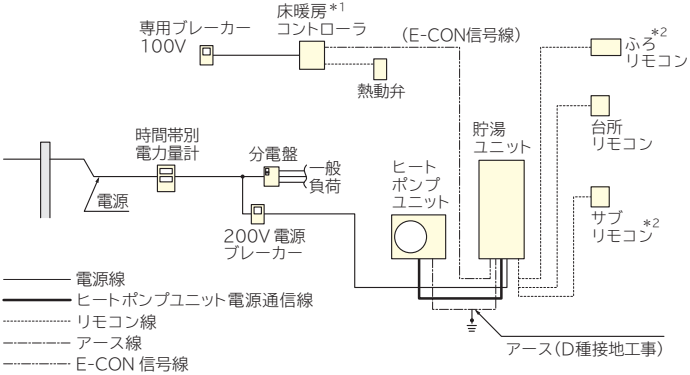 床暖房*1
コントローラ
専用ブレーカー
100V
(E-CON信号線)
ふろ*2
リモコン
熱動弁
台所
リモコン
時間帯別
電力量計
分電盤
一般
負荷
貯湯
ユニット
ヒート
ポンプ
ユニット
電源
サブ
リモコン*2
200V 電源
ブレーカー
電源線
ヒートポンプユニット電源通信線
リモコン線
アース線
E-CON 信号線
アース(D種接地工事)